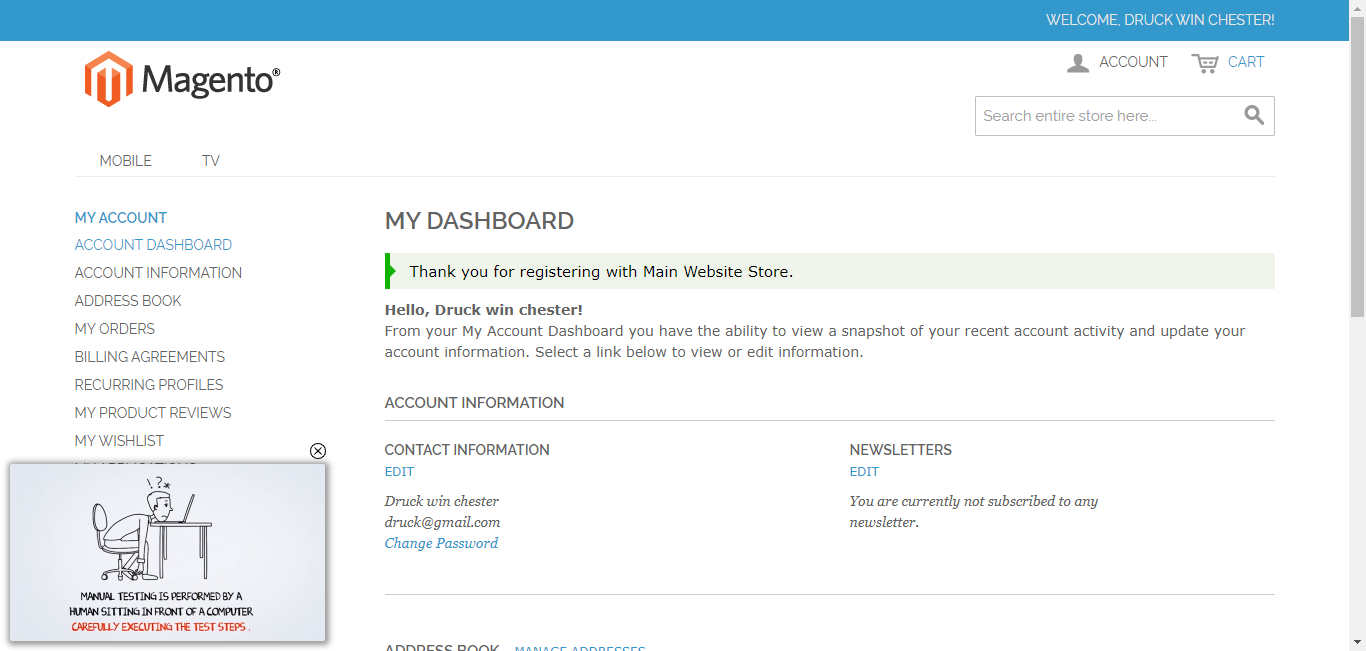 WELCOME, DRUCK WIN CHESTER!
Magento®
ACCOUNT
CART
Search entire store here...
MOBILE
TV
MY ACCOUNT
ACCOUNT DASHBOARD
ACCOUNT INFORMATION
ADDRESS BOOK
MY ORDERS
BILLING AGREEMENTS
RECURRING PROFILES
MY PRODUCT REVIEWS
MY WISHLIST
MY DASHBOARD
Thank you for registering with Main Website Store.
Hello, Druck win chester!
From your My Account Dashboard you have the ability to view a snapshot of your recent account activity and update your
account information. Select a link below to view or edit information.
ACCOUNT INFORMATION
CONTACT INFORMATION
EDIT
Druck win chester
druck@gmail.com
Change Password
NEWSLETTERS
EDIT
You are currently not subscribed to any
newsletter.
ADDRESS BOOK
MANAGE ADDRESSES
!?*
MANUAL TESTING IS PERFORMED BY A
HUMAN SITTING IN FRONT OF A COMPUTER
CAREFULLY EXECUTING THE TEST STEPS .